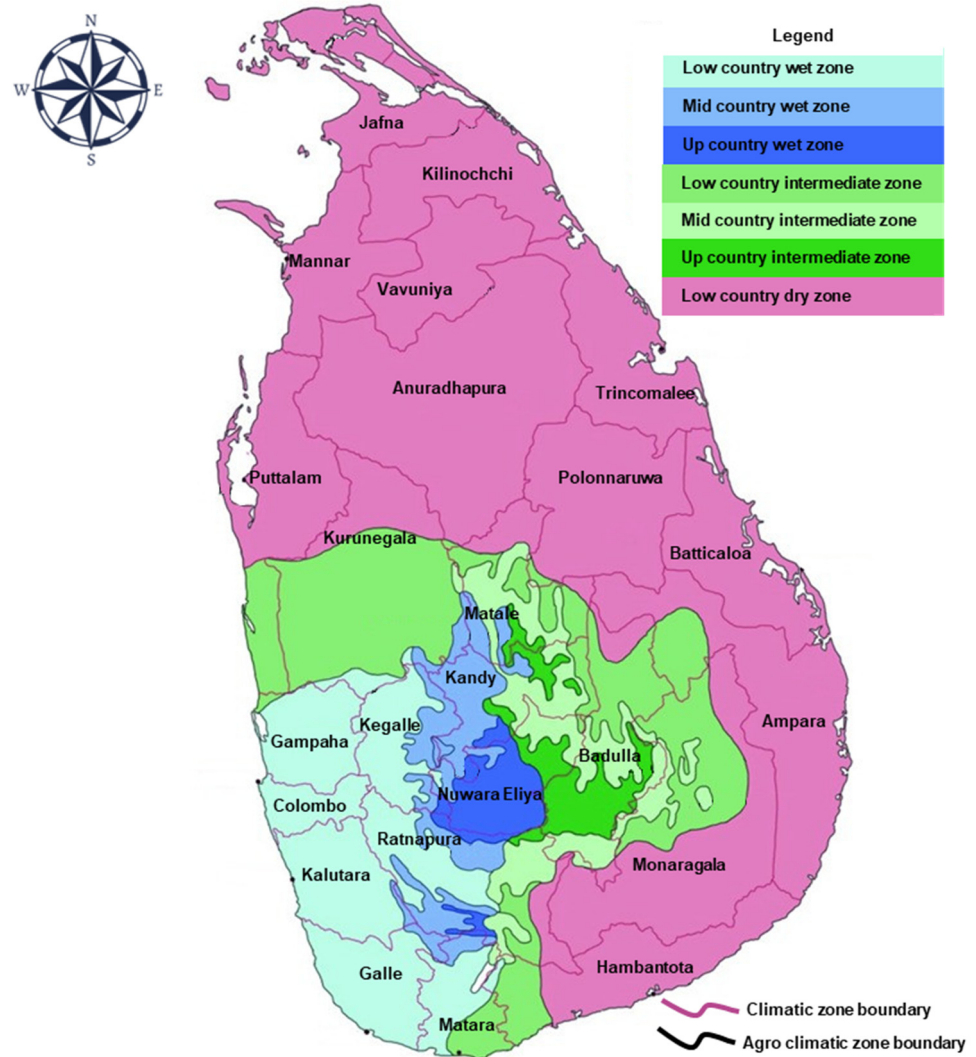 N
W
E
S
Legend
Low country wet zone
Mid country wet zone
Up country wet zone
Low country intermediate zone
Mid country intermediate zone
Up country intermediate zone
Low country dry zone
Jafna
Kilinochchi
Mannar
Vavuniya
Anuradhapura
Trincomalee
Puttalam
Polonnaruwa
Kurunegala
Batticaloa
Matale
Kandy
Kegalle
Ampara
Gampaha
Badulla
Nuwara Eliya
Colombo
Ratnapura
Monaragala
Kalutara
Hambantota
Galle
Climatic zone boundary
Matara
Agro climatic zone boundary